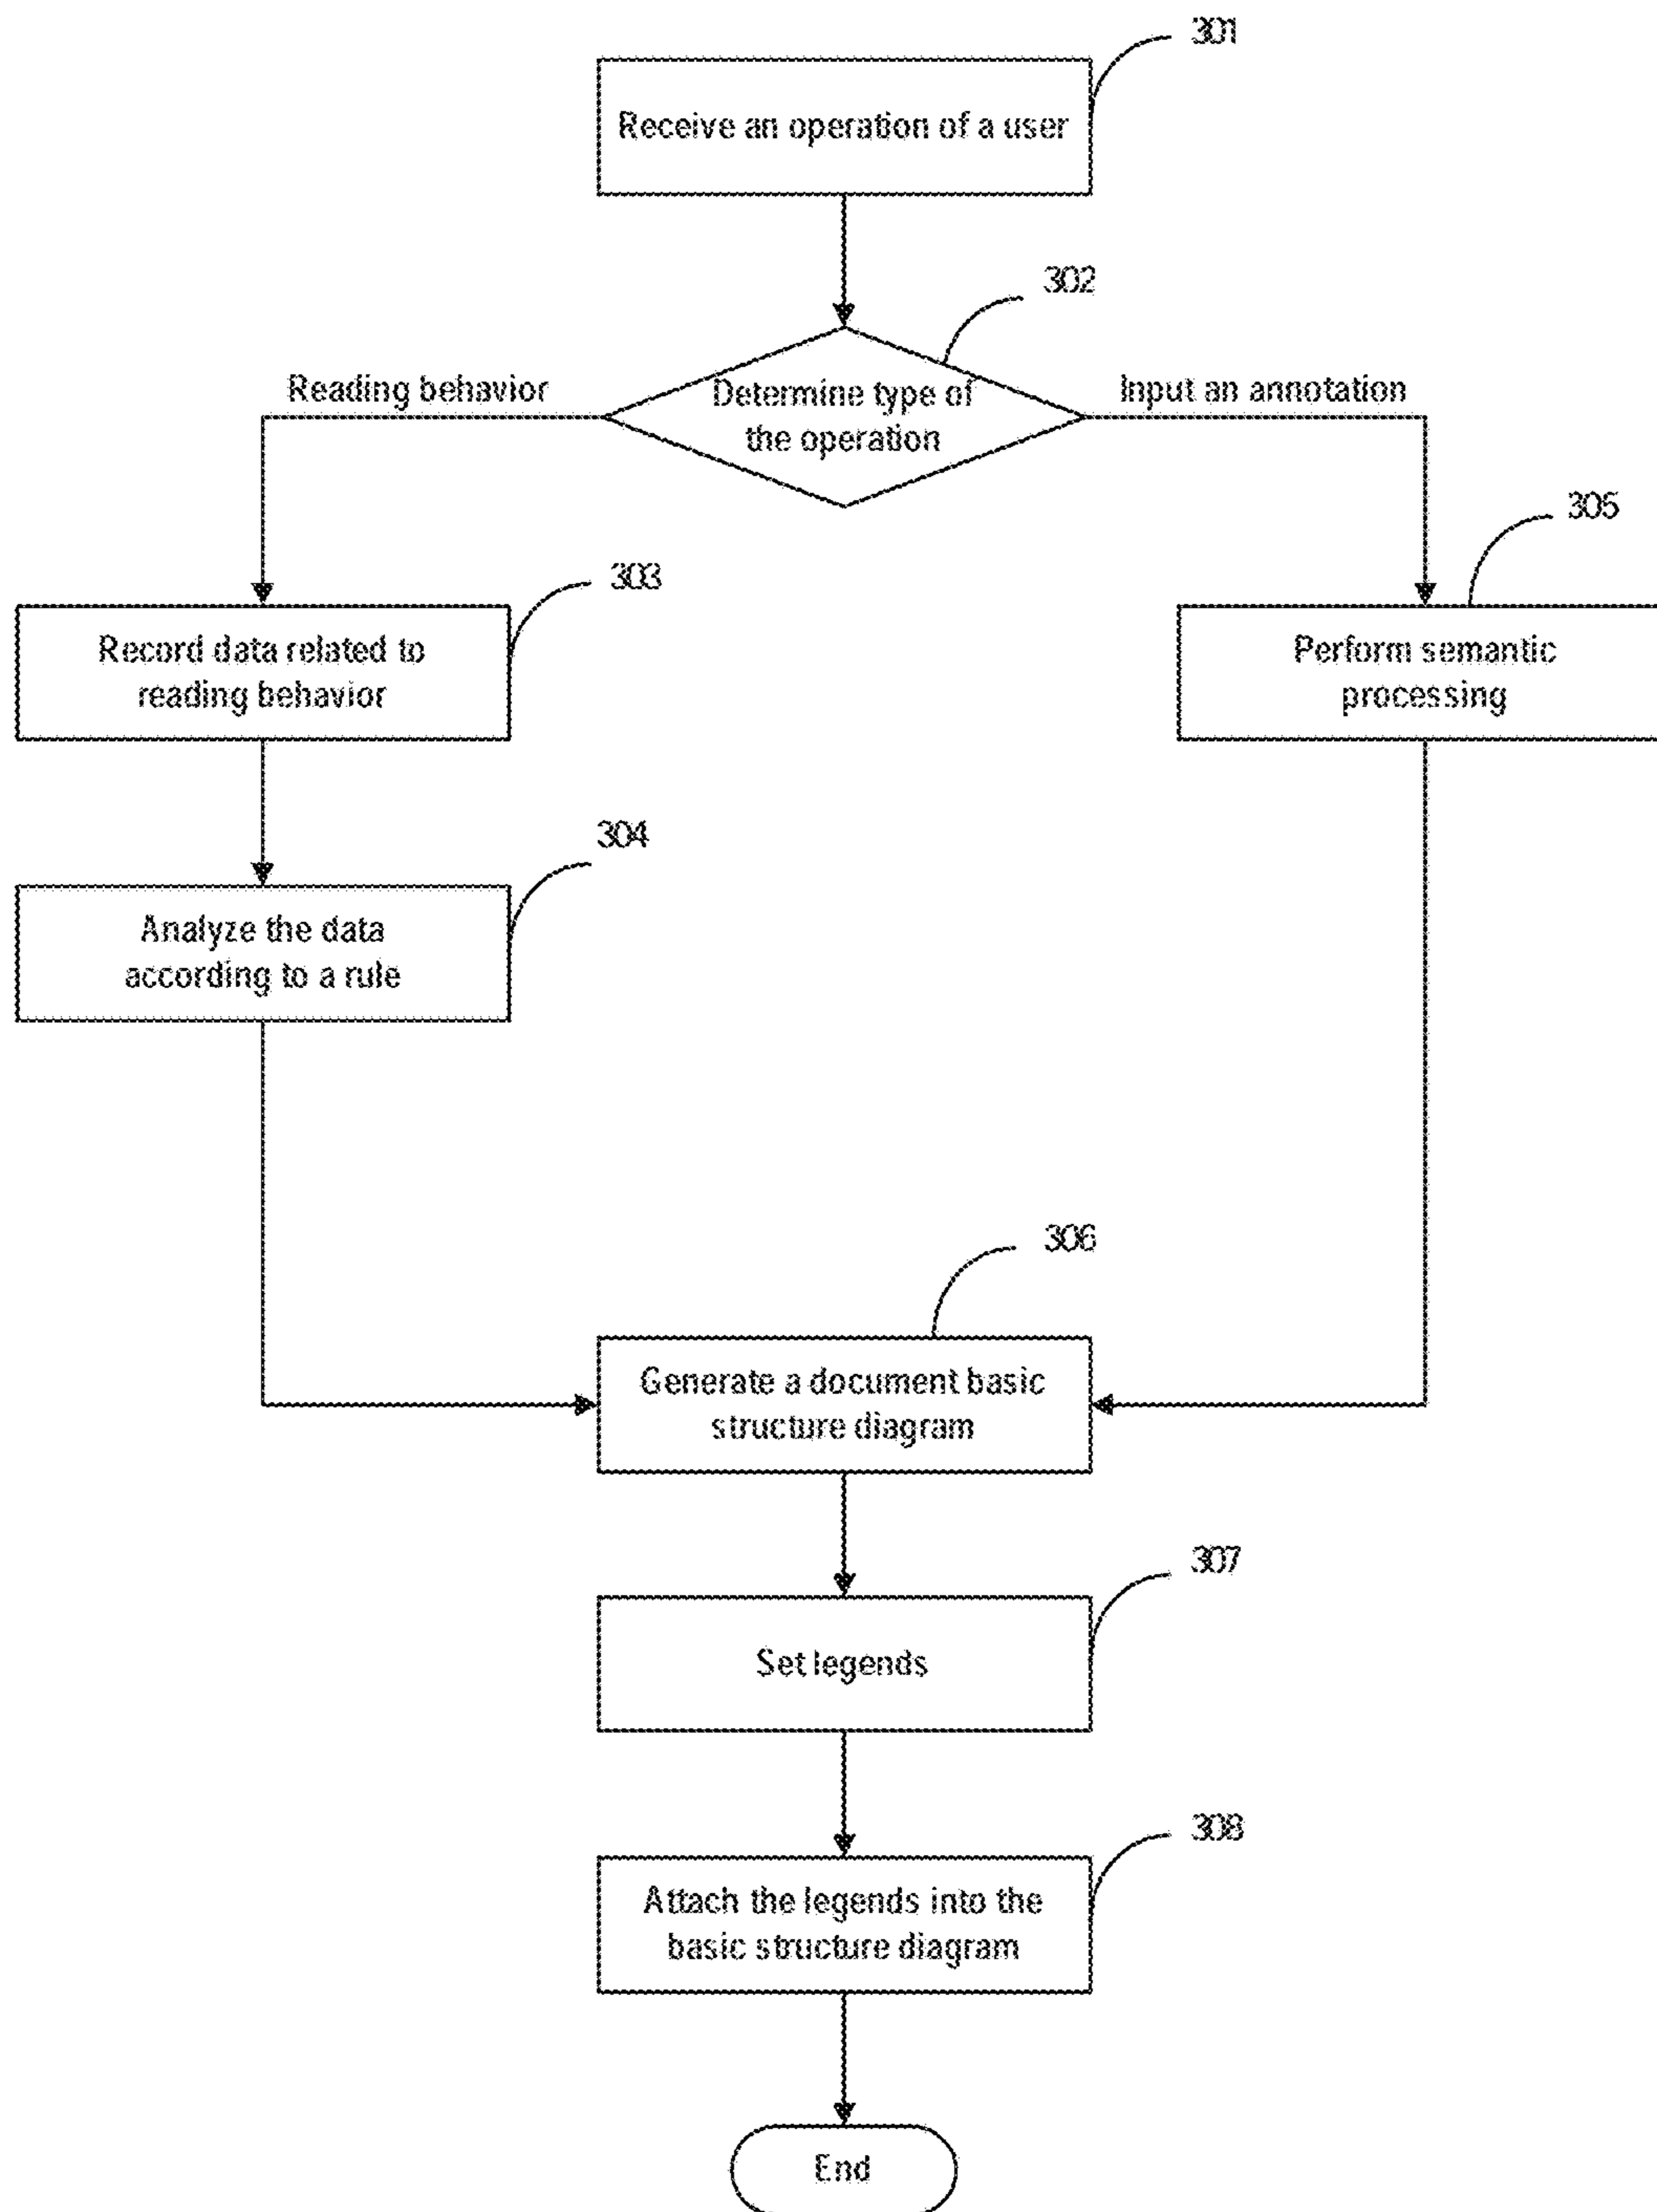 301
Receive an operation of a user
302
Reading behavior
Determine type of
the operation
Input an annotation
305
303
Record data related to
reading behavior
Perform semantic
processing
304
Analyze the data
according to a rule
306
Generate a document basic
structure diagram
307
Set legends
308
Attach the legends into the
basic structure diagram
End